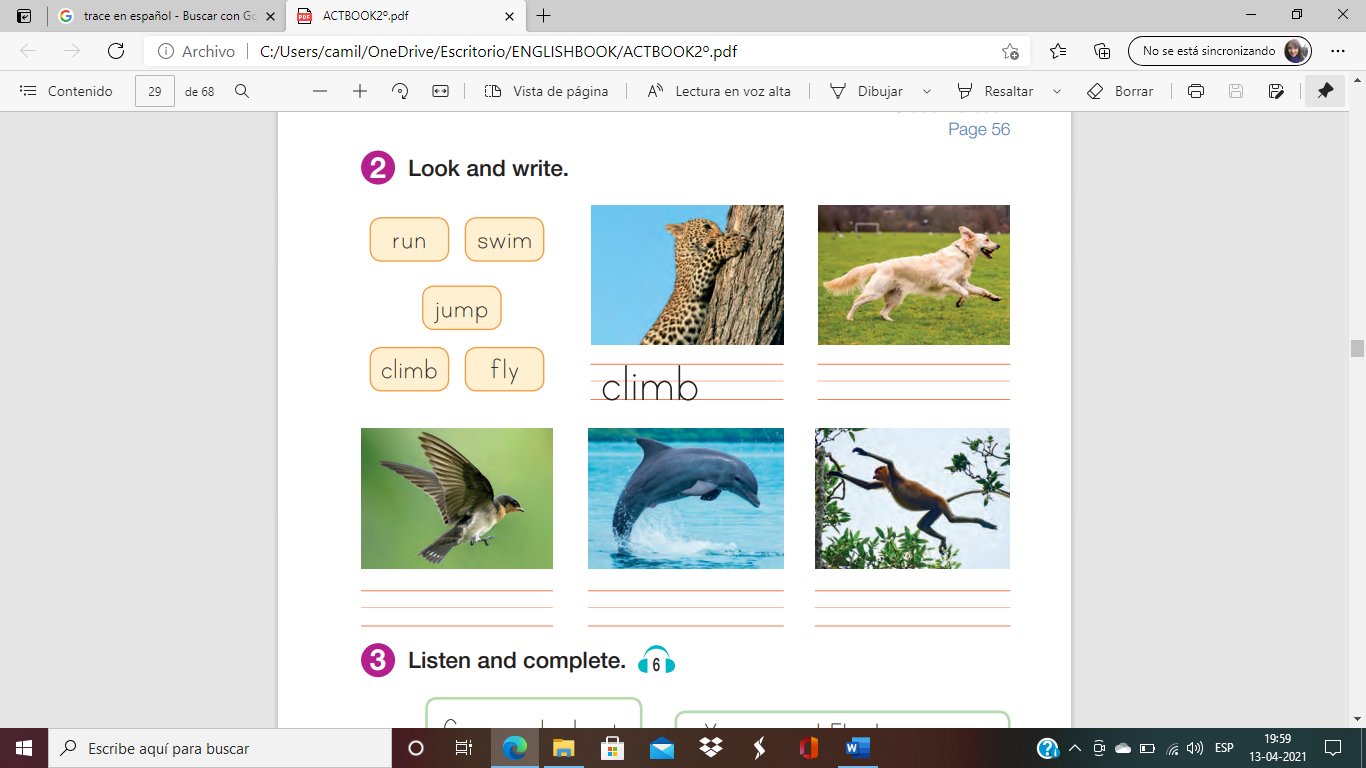 trace en español - Buscar con Go
ACTBOOK2º.pdf
Archivo
C:/Users/camil/OneDrive/Escritorio/ENGLISHBOOK/ACTBOOK2º.pdf
No se está sincronizando
Contenido
29
de 68
Vista de página
Lectura en voz alta
Dibujar
Resaltar
Borrar
Page 56
2 Look and write.
run swim
jump
climb fly
climb
3 Listen and complete. 6
Escribe aquí para buscar
ESP
19:59
13-04-2021